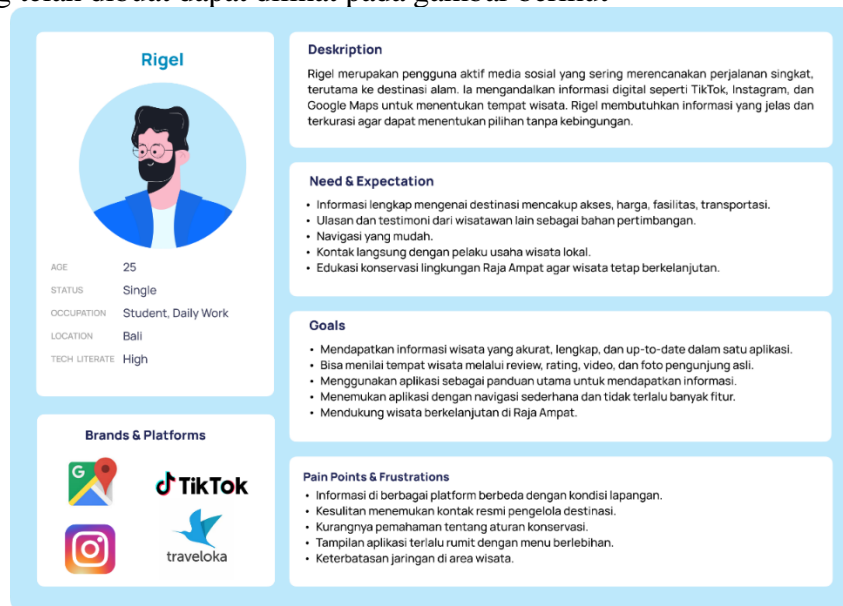 telah dibuat dapat dilihat pada gambar berikut
Rigel
AGE 25
STATUS Single
OCCUPATION Student, Daily Work
LOCATION Bali
TECH LITERATE High
Brands & Platforms
G
TikTok
traveloka
Deskription
Rigel merupakan pengguna aktif media sosial yang sering merencanakan perjalanan singkat,
terutama ke destinasi alam. Ia mengandalkan informasi digital seperti TikTok, Instagram, dan
Google Maps untuk menentukan tempat wisata. Rigel membutuhkan informasi yang jelas dan
terkurasi agar dapat menentukan pilihan tanpa kebingungan.
Need & Expectation
• Informasi lengkap mengenai destinasi mencakup akses, harga, fasilitas, transportasi.
• Ulasan dan testimoni dari wisatawan lain sebagai bahan pertimbangan.
• Navigasi yang mudah.
• Kontak langsung dengan pelaku usaha wisata lokal.
• Edukasi konservasi lingkungan Raja Ampat agar wisata tetap berkelanjutan.
Goals
• Mendapatkan informasi wisata yang akurat, lengkap, dan up-to-date dalam satu aplikasi.
• Bisa menilai tempat wisata melalui review, rating, video, dan foto pengunjung asli.
• Menggunakan aplikasi sebagai panduan utama untuk mendapatkan informasi.
• Menemukan aplikasi dengan navigasi sederhana dan tidak terlalu banyak fitur.
• Mendukung wisata berkelanjutan di Raja Ampat.
Pain Points & Frustrations
• Informasi di berbagai platform berbeda dengan kondisi lapangan.
• Kesulitan menemukan kontak resmi pengelola destinasi.
• Kurangnya pemahaman tentang aturan konservasi.
• Tampilan aplikasi terlalu rumit dengan menu berlebihan.
• Keterbatasan jaringan di area wisata.